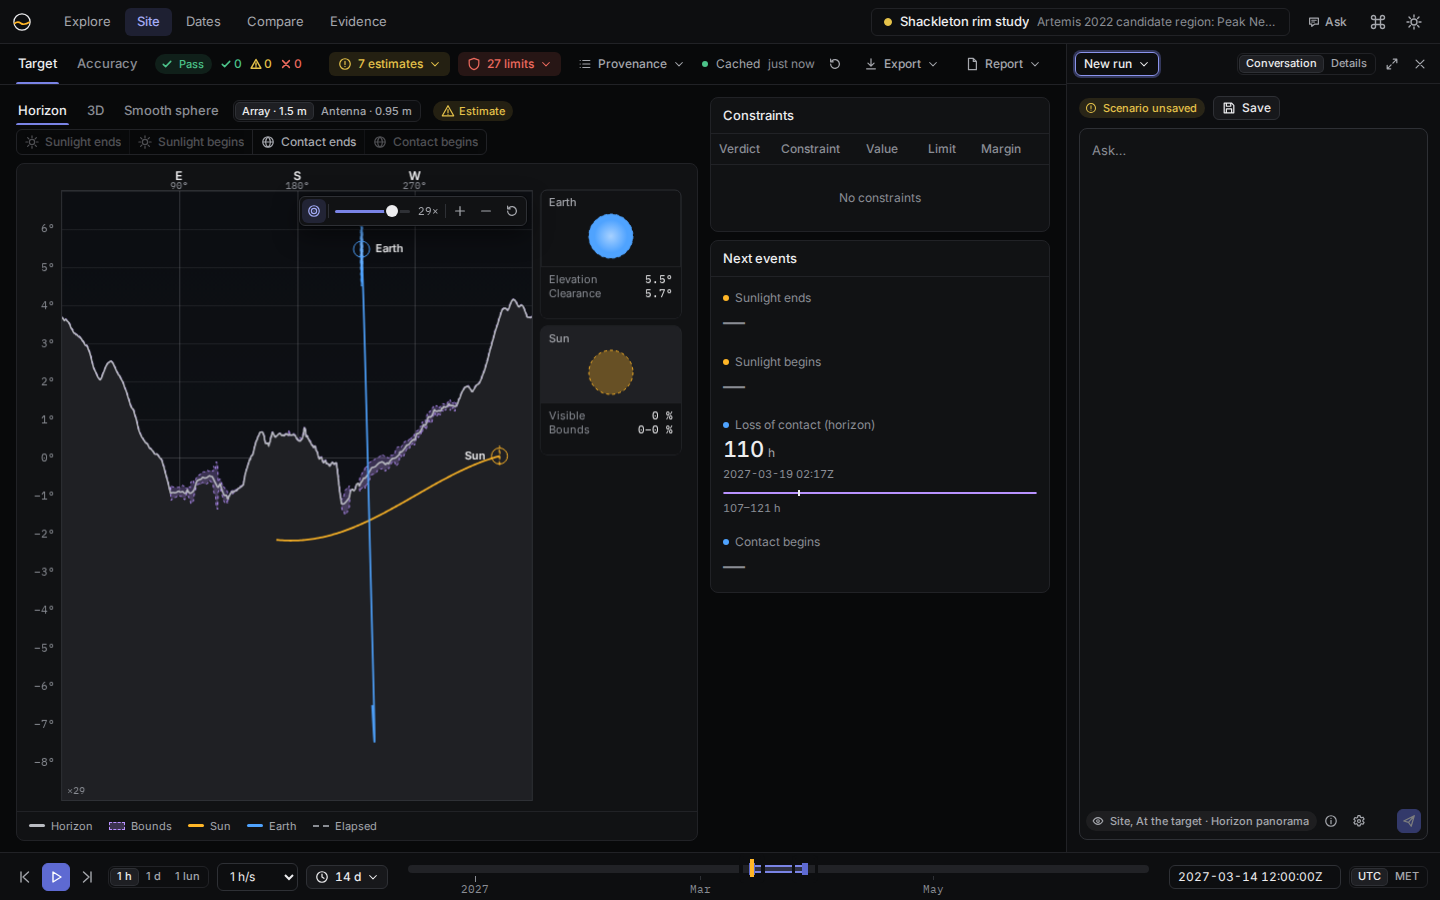 Explore Site Dates Compare Evidence
Shackleton rim study Artemis 2022 candidate region: Peak Ne...
Ask
Target Accuracy Pass 0 0 0 7 estimates 27 limits Provenance Cached just now Export Report
New run Conversation Details
Horizon 3D Smooth sphere Array · 1.5 m Antenna · 0.95 m Estimate
Sunlight ends Sunlight begins Contact ends Contact begins
Scenario unsaved Save
Ask...
E S W
90° 180° 270°
29×
6°
5°
4°
3°
2°
1°
0°
−1°
−2°
−3°
−4°
−5°
−6°
−7°
−8°
Earth
Sun
×29
Horizon Bounds Sun Earth Elapsed
Earth
Elevation 5.5°
Clearance 5.7°
Sun
Visible 0 %
Bounds 0–0 %
Constraints
Verdict Constraint Value Limit Margin
No constraints
Next events
Sunlight ends
—
Sunlight begins
—
Loss of contact (horizon)
110 h
2027-03-19 02:17Z
107–121 h
Contact begins
—
Site, At the target · Horizon panorama
1 h 1 d 1 lun 1 h/s 14 d
2027 Mar May
2027-03-14 12:00:00Z UTC MET